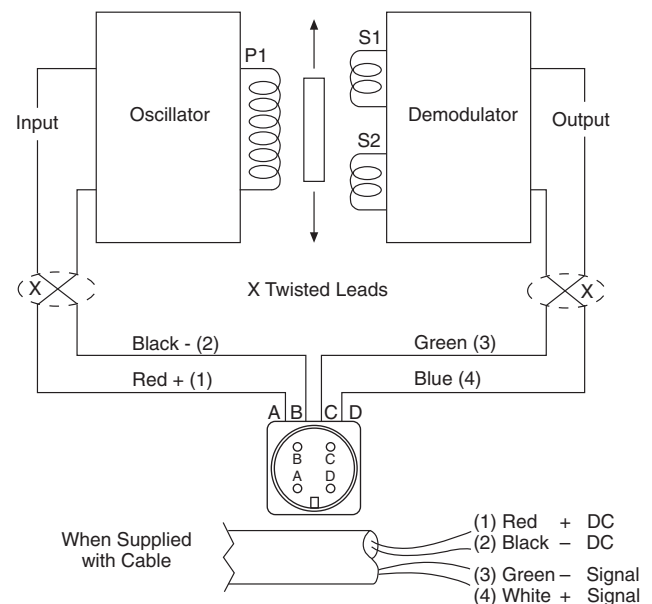 P1
S1
Input
Oscillator
Demodulator
Output
S2
X
X Twisted Leads
X
Black - (2)
Green (3)
Red + (1)
Blue (4)
A B C D
B C
A D
When Supplied
with Cable
(1) Red + DC
(2) Black – DC
(3) Green – Signal
(4) White + Signal